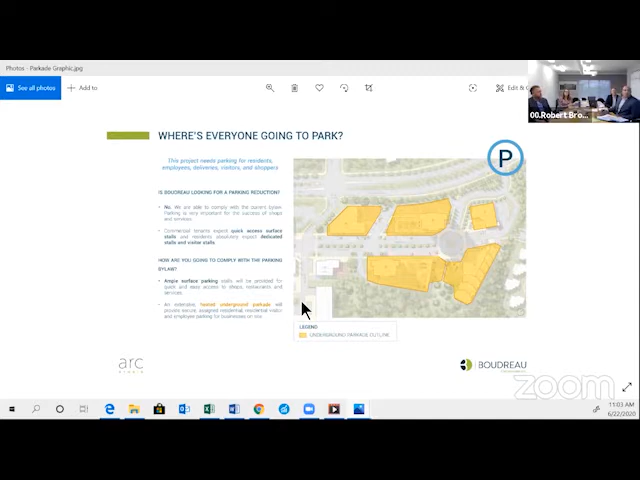 Photos - Parkade Graphic.jpg
See all photos
Add to
Edit & C
00.Robert Bro...
WHERE'S EVERYONE GOING TO PARK?
P
This project needs parking for residents,
employees, deliveries, visitors, and shoppers
IS BOUDREAU LOOKING FOR A PARKING REDUCTION?
• No. We are able to comply with the current bylaw.
Parking is very important for the success of shops
and services.
• Commercial tenants expect quick access surface
stalls and residents absolutely expect dedicated
stalls and visitor stalls.
HOW ARE YOU GOING TO COMPLY WITH THE PARKING
BYLAW?
• Ample surface parking stalls will be provided for
quick and easy access to shops, restaurants and
services.
• An extensive, heated underground parkade will
provide secure, assigned residential, residential visitor
and employee parking for businesses on site.
LEGEND
UNDERGROUND PARKADE OUTLINE
arc
studio
BOUDREAU
zoom
11:03 AM
6/22/2020